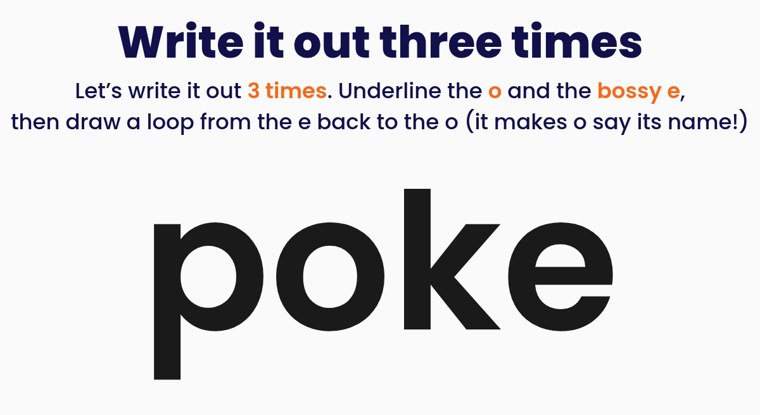 Write it out three times
Let’s write it out 3 times. Underline the o and the bossy e,
then draw a loop from the e back to the o (it makes o say its name!)
poke